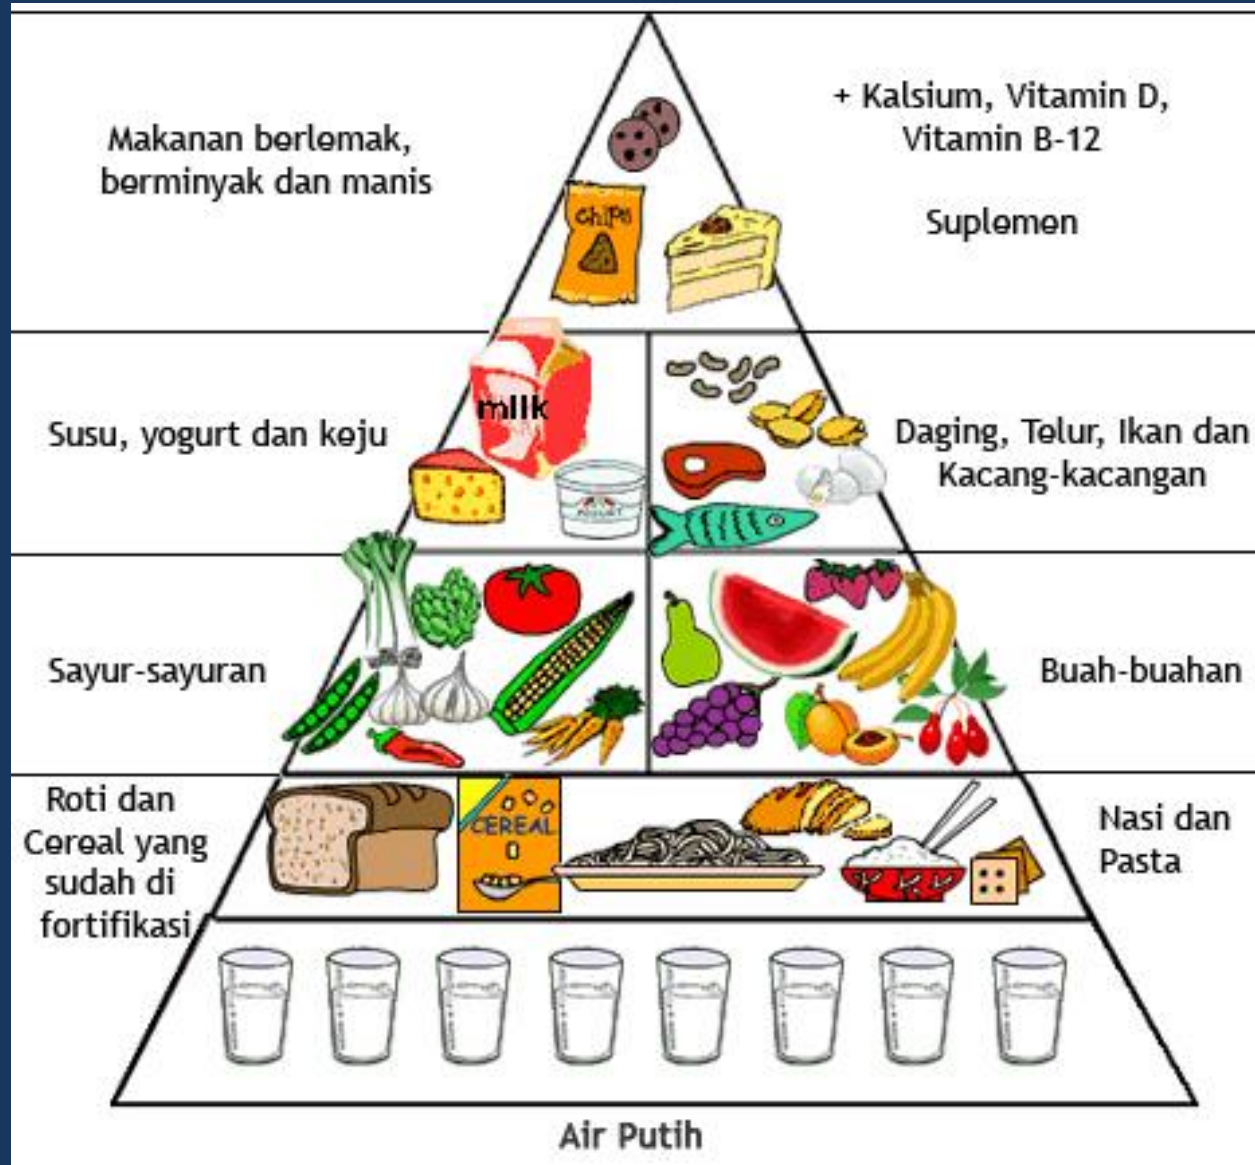 Makanan berlemak,
berminyak dan manis
+ Kalsium, Vitamin D,
Vitamin B-12
Suplemen
chips
Susu, yogurt dan keju
milk
YOGURT
Daging, Telur, Ikan dan
Kacang-kacangan
Sayur-sayuran
Buah-buahan
Roti dan
Cereal yang
sudah di
fortifikasi
CEREAL
Nasi dan
Pasta
Air Putih